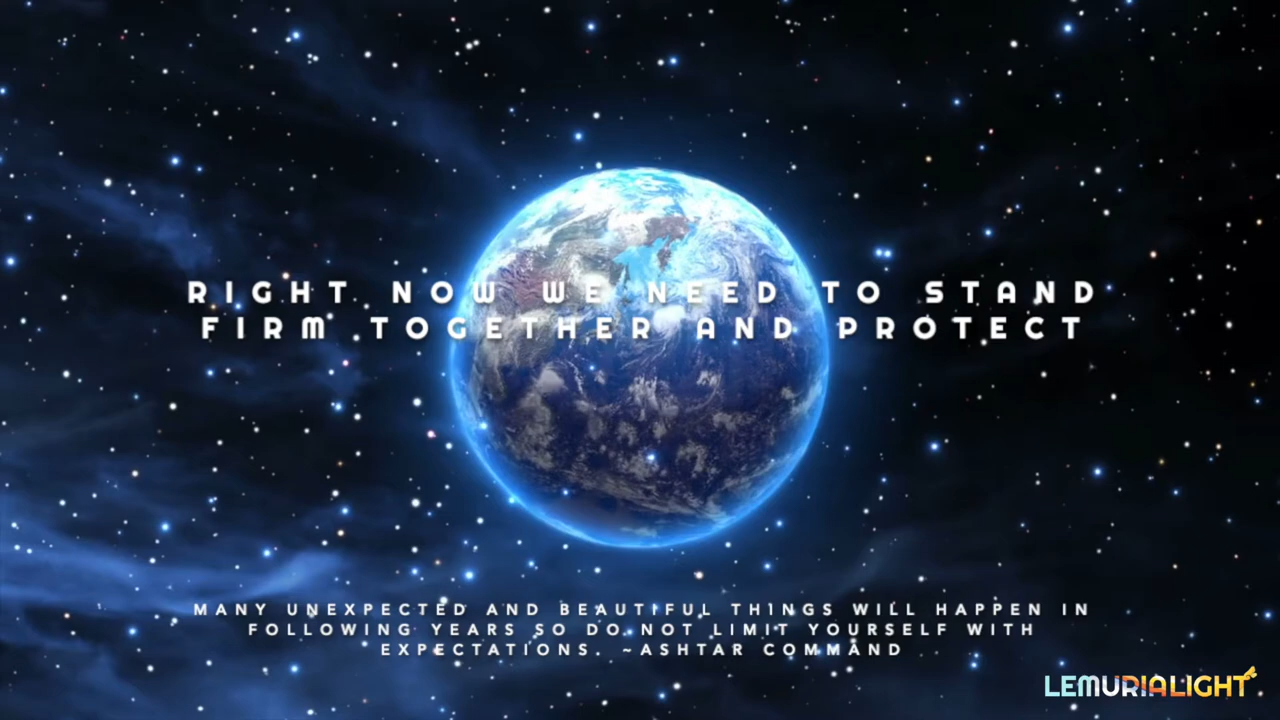 RIGHT NOW WE NEED TO STAND
FIRM TOGETHER AND PROTECT
MANY UNEXPECTED AND BEAUTIFUL THINGS WILL HAPPEN IN
FOLLOWING YEARS SO DO NOT LIMIT YOURSELF WITH
EXPECTATIONS. ~ASHTAR COMMAND
LEMURIALIGHT